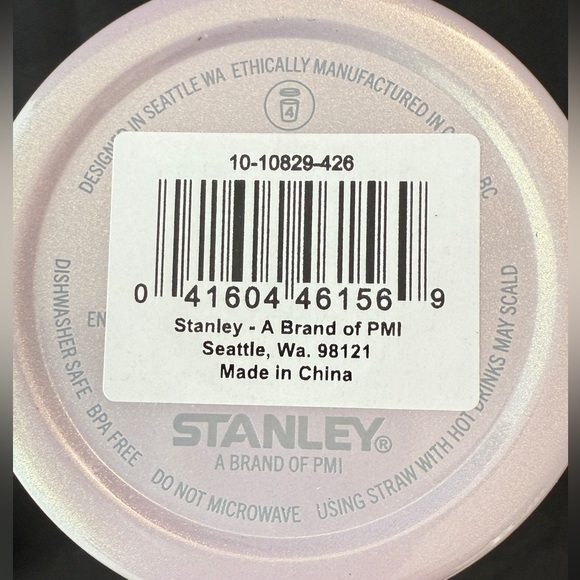 DESIGNED IN SEATTLE WA ETHICALLY MANUFACTURED IN
4
10-10829-426
0 41604 46156 9
Stanley - A Brand of PMI
Seattle, Wa. 98121
Made in China
STANLEY®
A BRAND OF PMI
DISHWASHER SAFE BPA FREE DO NOT MICROWAVE USING STRAW WITH HOT DRINKS MAY SCALD